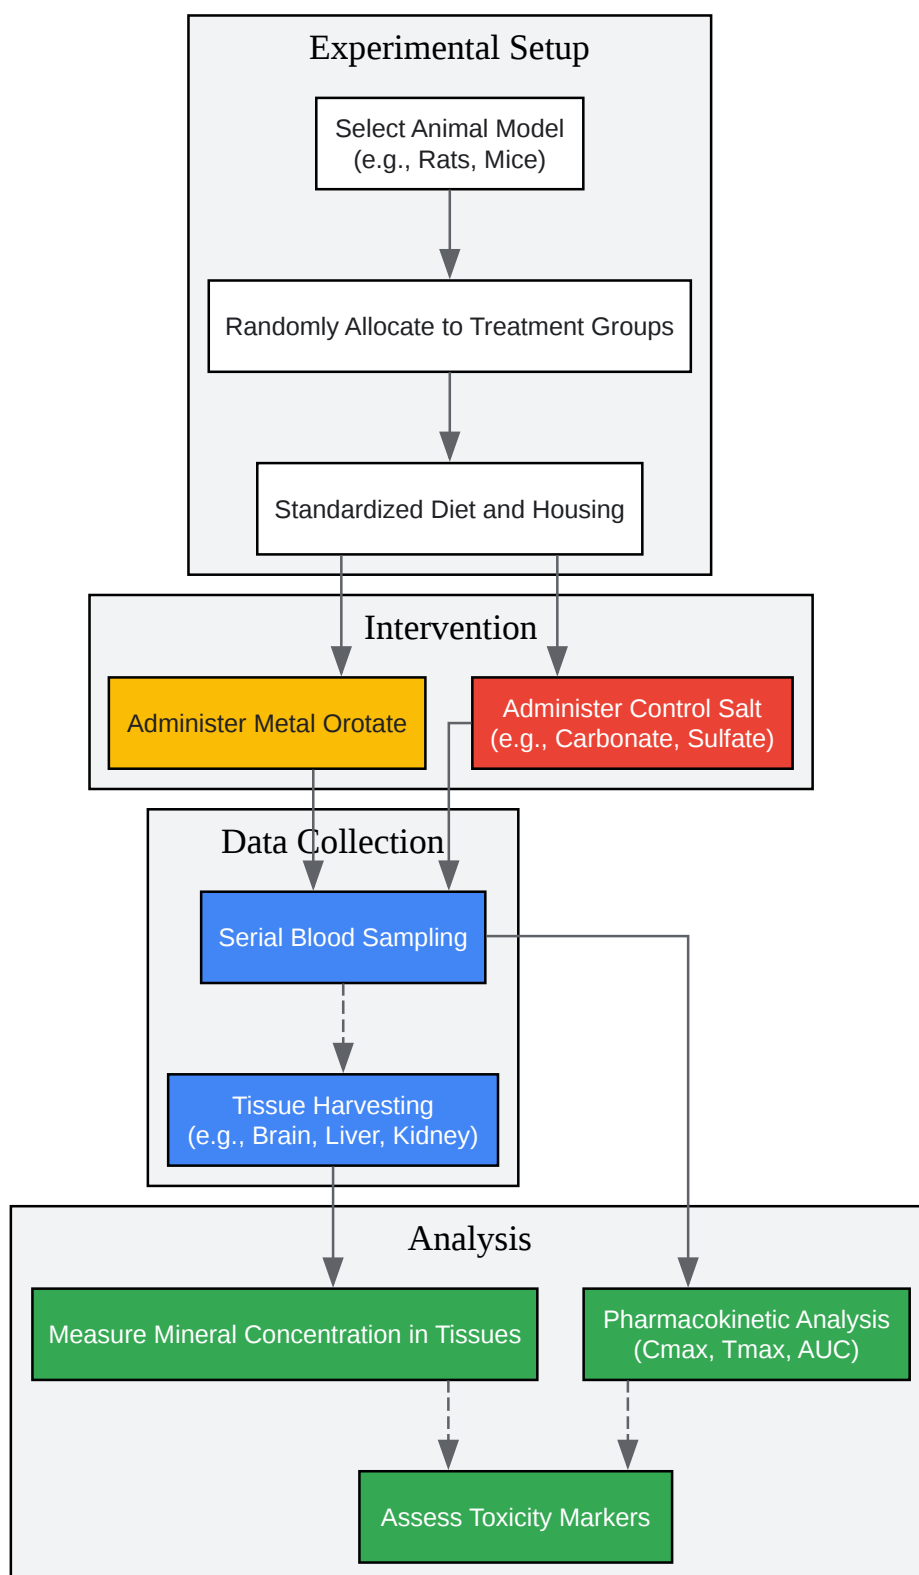 Experimental Setup
Select Animal Model
(e.g., Rats, Mice)
Randomly Allocate to Treatment Groups
Standardized Diet and Housing
Intervention
Administer Metal Orotate
Administer Control Salt
(e.g., Carbonate, Sulfate)
Data Collection
Serial Blood Sampling
Tissue Harvesting
(e.g., Brain, Liver, Kidney)
Analysis
Measure Mineral Concentration in Tissues
Pharmacokinetic Analysis
(Cmax, Tmax, AUC)
Assess Toxicity Markers